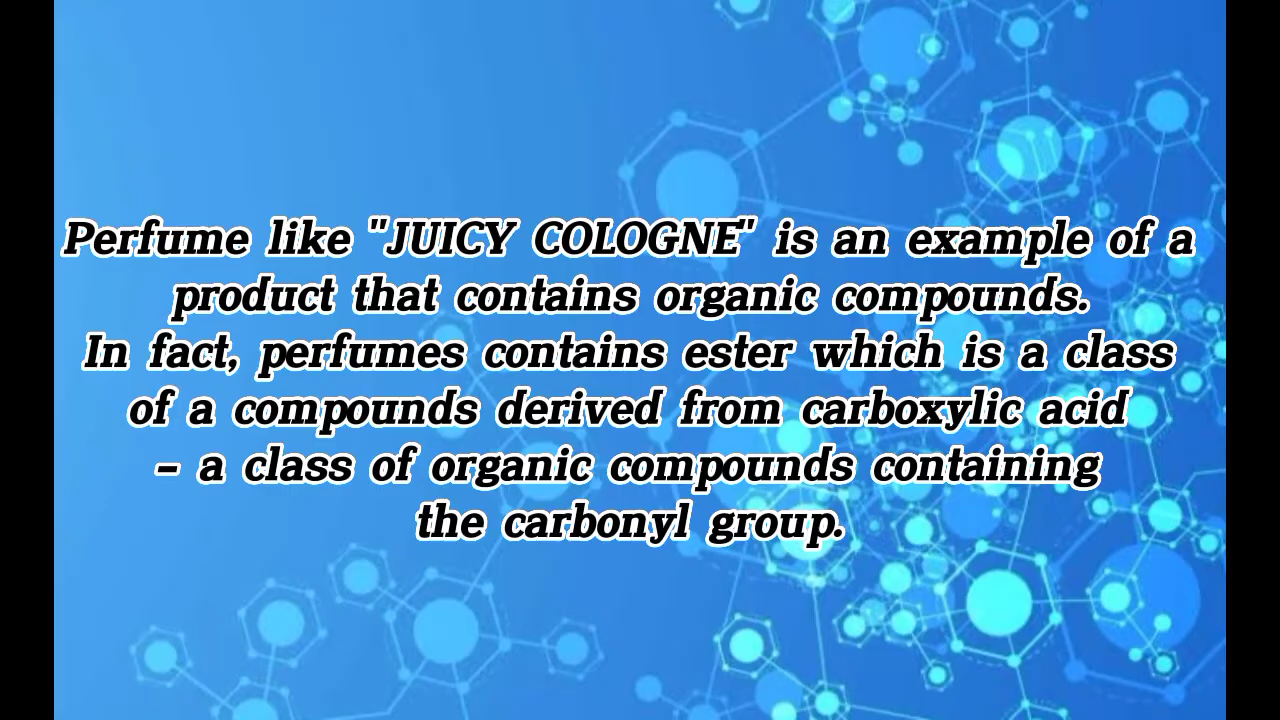 Perfume like "JUICY COLOGNE" is an example of a
product that contains organic compounds.
In fact, perfumes contains ester which is a class
of a compounds derived from carboxylic acid
– a class of organic compounds containing
the carbonyl group.